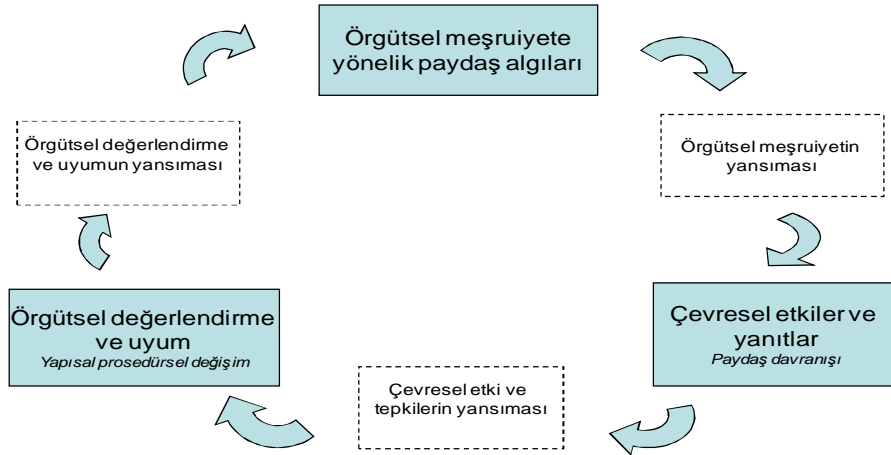 Örgütsel meşruiyete
yönelik paydaş algıları
Örgütsel değerlendirme
ve uyumun yansıması
Örgütsel meşruiyetin
yansıması
Örgütsel değerlendirme
ve uyum
Yapısal prosedürsel değişim
Çevresel etkiler ve
yanıtlar
Paydaş davranışı
Çevresel etki ve
tepkilerin yansıması